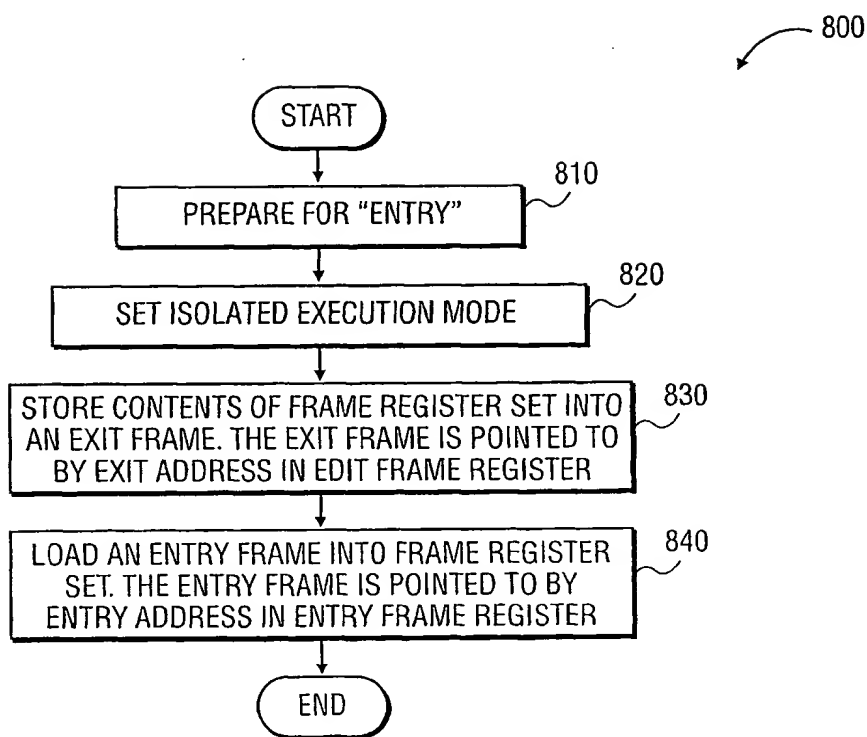 800
START
810
PREPARE FOR “ENTRY”
820
SET ISOLATED EXECUTION MODE
830
STORE CONTENTS OF FRAME REGISTER SET INTO
AN EXIT FRAME. THE EXIT FRAME IS POINTED TO
BY EXIT ADDRESS IN EDIT FRAME REGISTER
840
LOAD AN ENTRY FRAME INTO FRAME REGISTER
SET. THE ENTRY FRAME IS POINTED TO BY
ENTRY ADDRESS IN ENTRY FRAME REGISTER
END